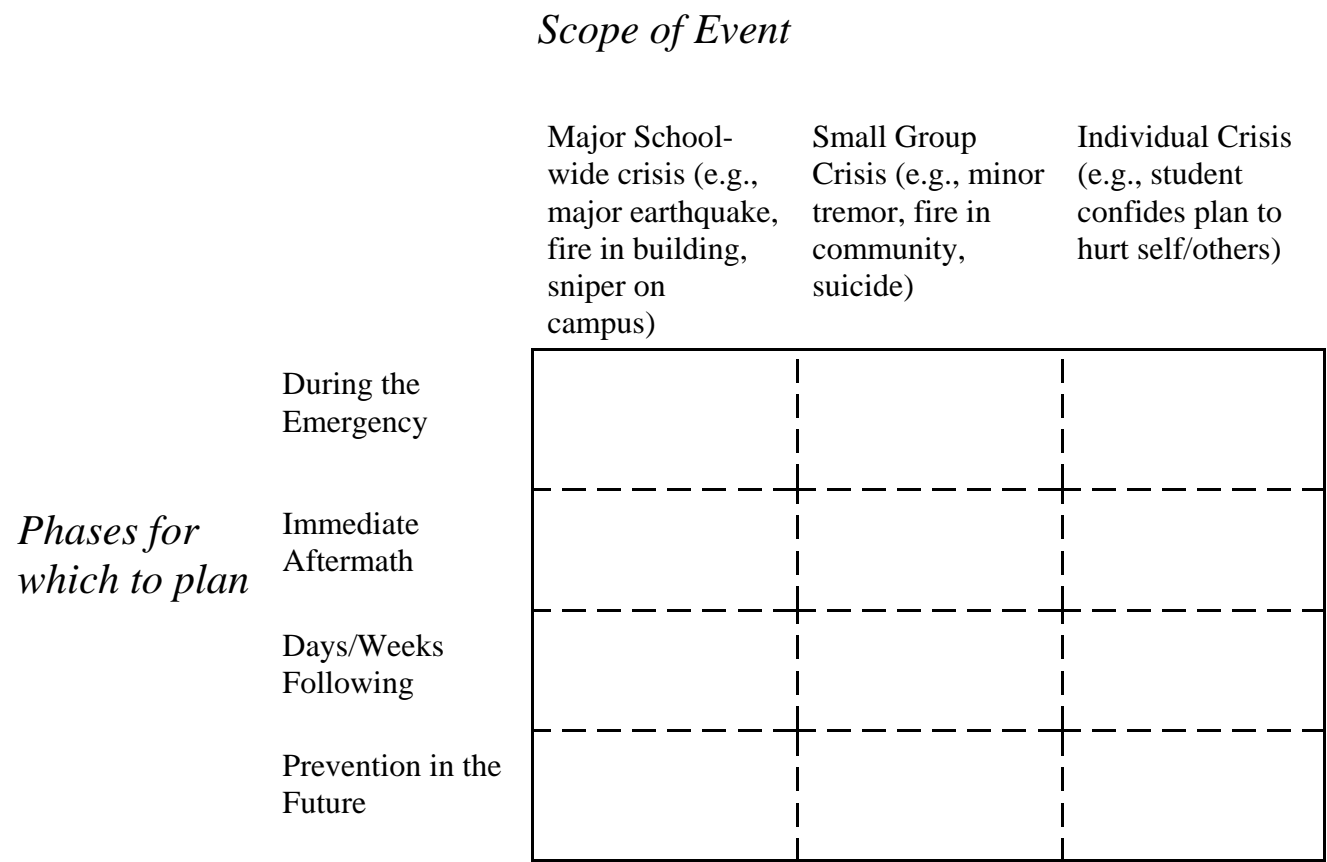 Scope of Event
Major School-
wide crisis (e.g.,
major earthquake,
fire in building,
sniper on
campus)
Small Group
Crisis (e.g., minor
tremor, fire in
community,
suicide)
Individual Crisis
(e.g., student
confides plan to
hurt self/others)
During the
Emergency
Phases for
which to plan
Immediate
Aftermath
Days/Weeks
Following
Prevention in the
Future